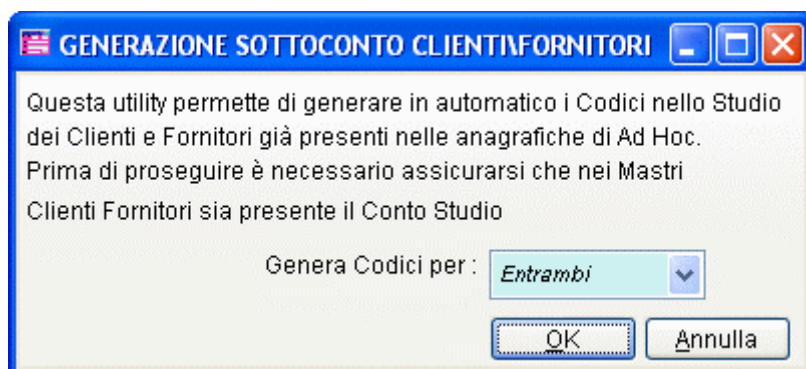 GENERAZIONE SOTTOCONTO CLIENTI\FORNITORI
Questa utility permette di generare in automatico i Codici nello Studio
dei Clienti e Fornitori già presenti nelle anagrafiche di Ad Hoc.
Prima di proseguire è necessario assicurarsi che nei Mastri
Clienti Fornitori sia presente il Conto Studio
Genera Codici per : Entrambi
OK Annulla